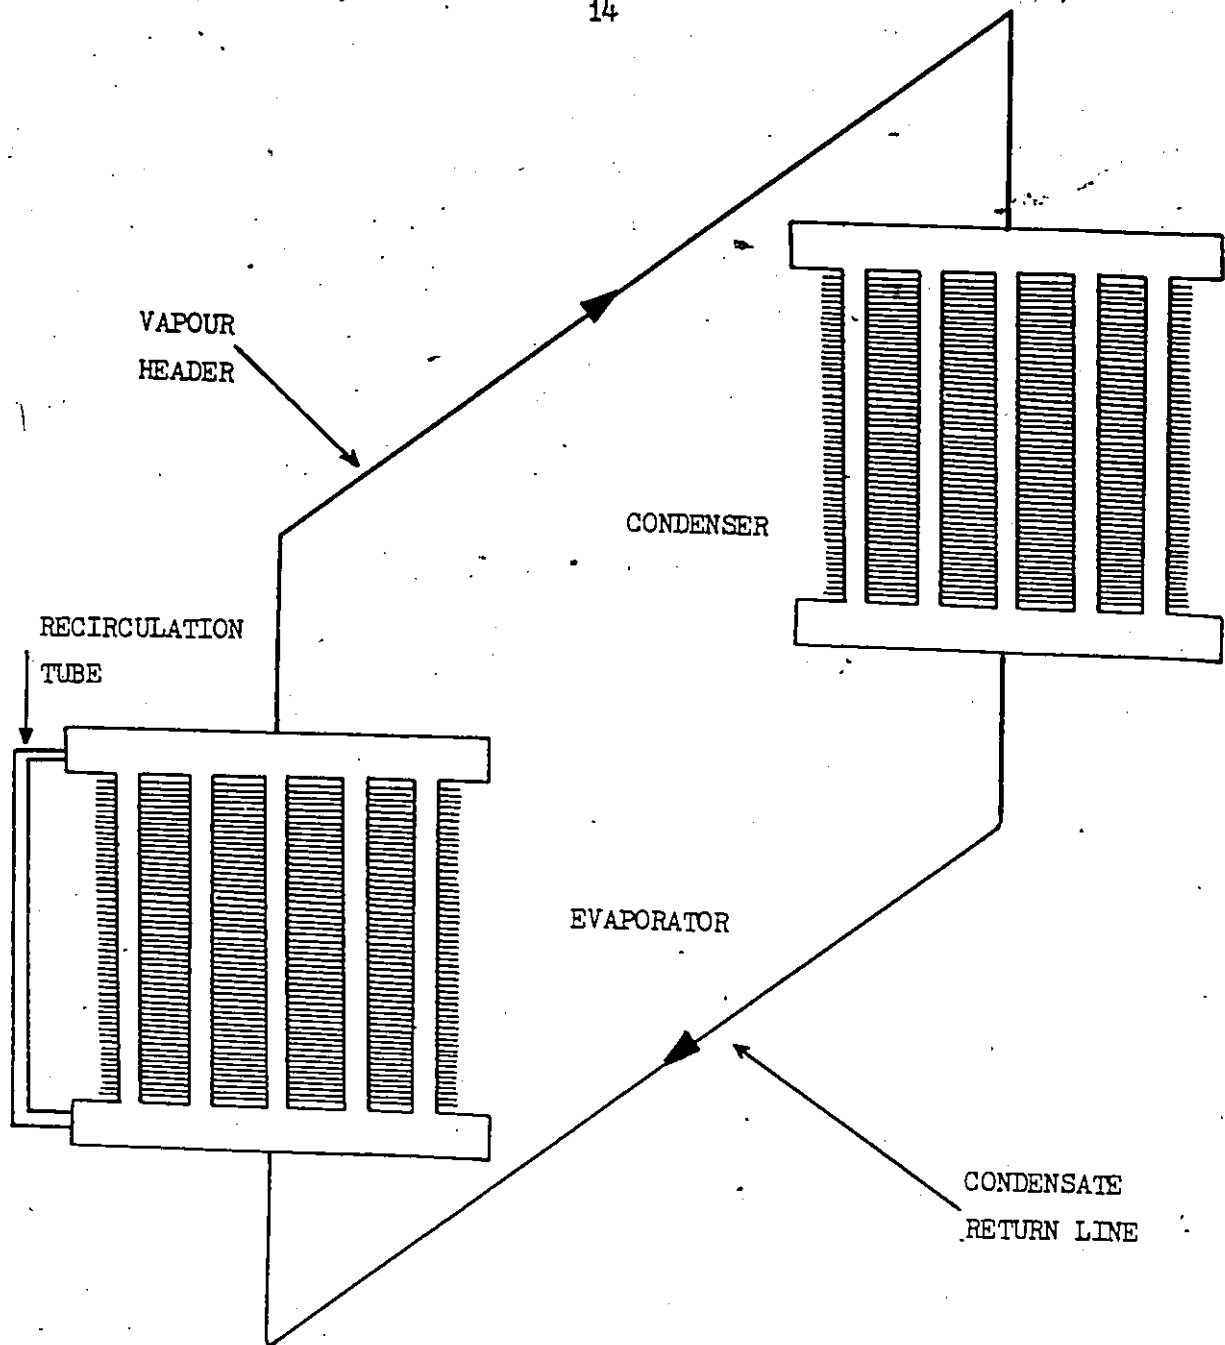 14
VAPOUR
HEADER
CONDENSER
RECIRCULATION
TUBE
EVAPORATOR
CONDENSATE
RETURN LINE